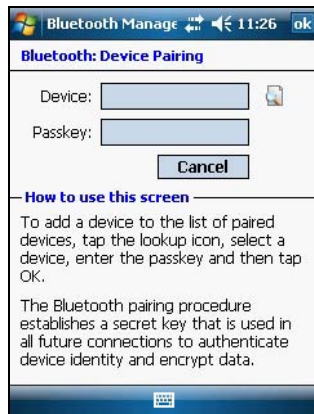 Bluetooth Manage 11:26 ok
Bluetooth: Device Pairing
Device:
Passkey:
Cancel
How to use this screen
To add a device to the list of paired
devices, tap the lookup icon, select a
device, enter the passkey and then tap
OK.
The Bluetooth pairing procedure
establishes a secret key that is used in
all future connections to authenticate
device identity and encrypt data.